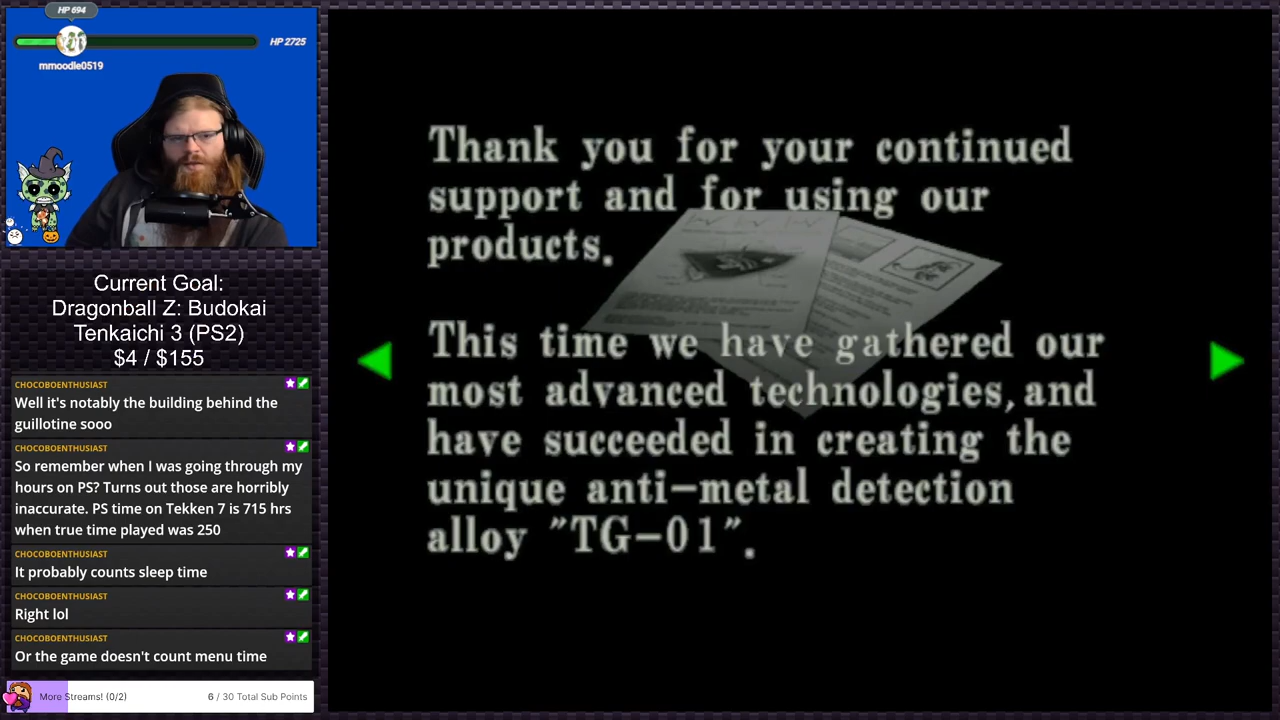 HP 694
HP 2725
mmoodle0519
Current Goal:
Dragonball Z: Budokai
Tenkaichi 3 (PS2)
$4 / $155
CHOCOBOENTHUSIAST
Well it's notably the building behind the
guillotine sooo
CHOCOBOENTHUSIAST
So remember when I was going through my
hours on PS? Turns out those are horribly
inaccurate. PS time on Tekken 7 is 715 hrs
when true time played was 250
CHOCOBOENTHUSIAST
It probably counts sleep time
CHOCOBOENTHUSIAST
Right lol
CHOCOBOENTHUSIAST
Or the game doesn't count menu time
More Streams! (0/2)
6 / 30 Total Sub Points
Thank you for your continued
support and for using our
products.
This time we have gathered our
most advanced technologies, and
have succeeded in creating the
unique anti-metal detection
alloy "TG-01".